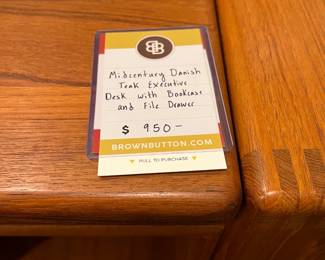 BB
Midcentury Danish
Teak Executive
Desk with Bookcase
and File Drawer
$ 950-
BROWNBUTTON.COM
PULL TO PURCHASE